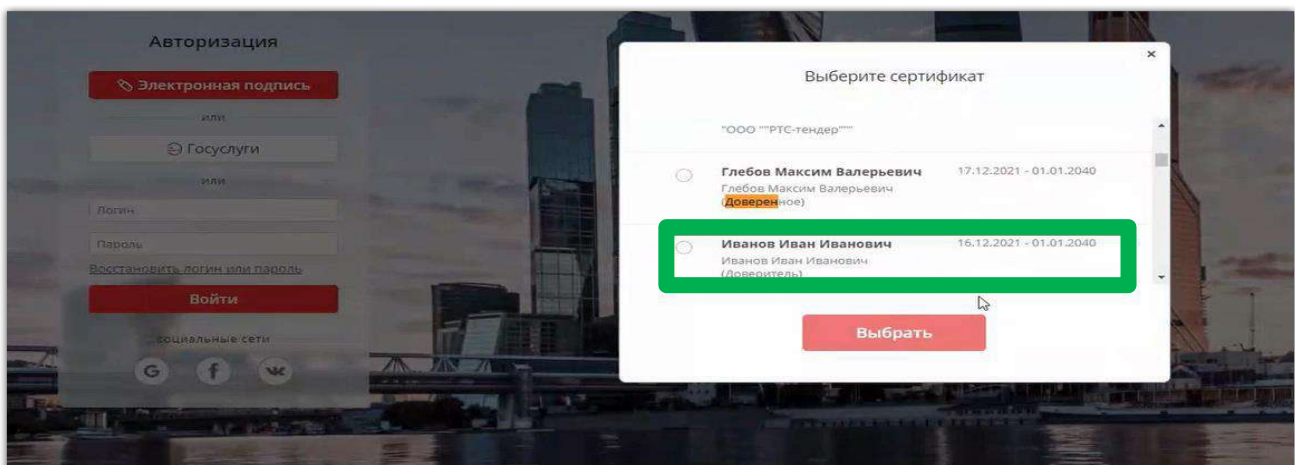 Авторизация
Электронная подпись
или
Госуслуги
или
Логин
Пароль
Восстановить логин или пароль
Войти
социальные сети
G f
Выберите сертификат
×
"ООО ""РТС-тендер"""
Глебов Максим Валерьевич 17.12.2021 - 01.01.2040
Глебов Максим Валерьевич
(Доверенное)
Иванов Иван Иванович 16.12.2021 - 01.01.2040
Иванов Иван Иванович
(Доверитель)
Выбрать